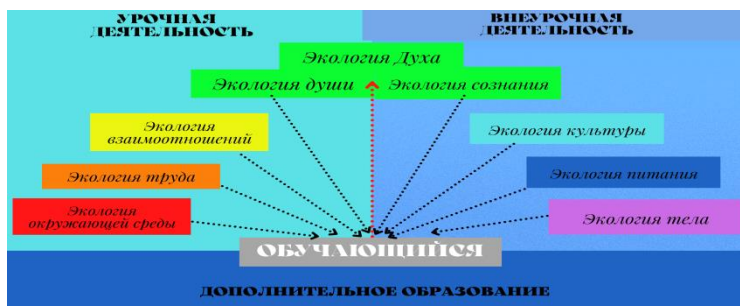 УРОЧНАЯ
ДЕЯТЕЛЬНОСТЬ
ВНЕУРОЧНАЯ
ДЕЯТЕЛЬНОСТЬ
Экология Духа
Экология души
Экология сознания
Экология
взаимоотношений
Экология культуры
Экология труда
Экология питания
Экология
окружающей среды
Экология тела
ОБУЧАЮЩИЙСЯ
ДОПОЛНИТЕЛЬНОЕ ОБРАЗОВАНИЕ